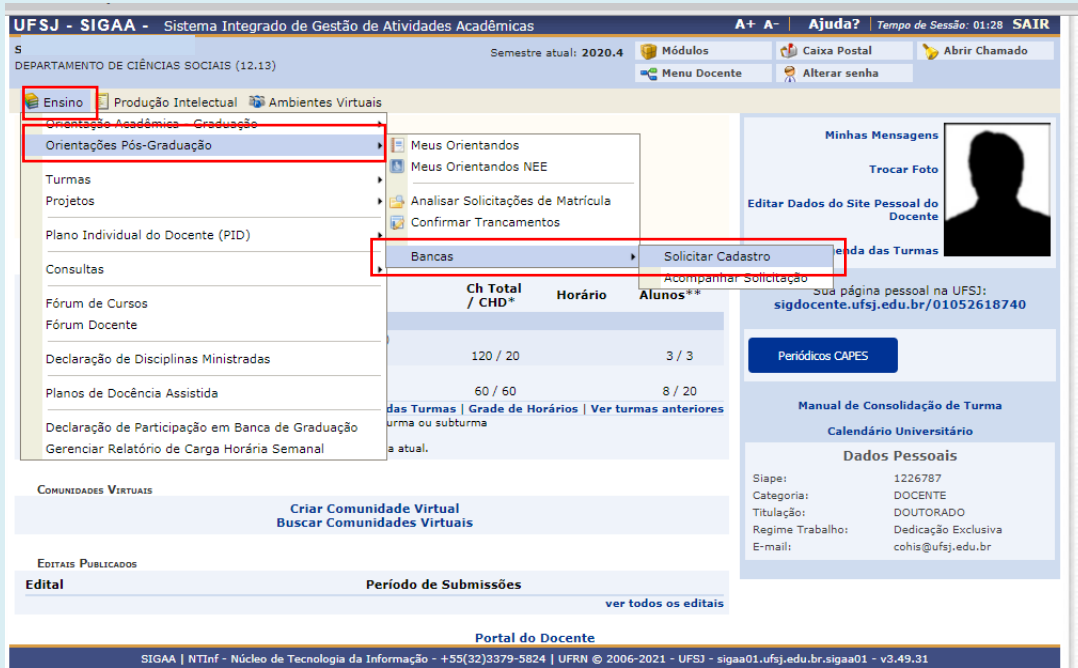 UFSJ - SIGAA - Sistema Integrado de Gestão de Atividades Acadêmicas
A+ A- | Ajuda? | Tempo de Sessão: 01:28 SAIR
S
DEPARTAMENTO DE CIÊNCIAS SOCIAIS (12.13)
Semestre atual: 2020.4
Módulos
Caixa Postal
Abrir Chamado
Menu Docente
Alterar senha
Ensino
Produção Intelectual
Ambientes Virtuais
Orientação Acadêmica - Graduação
Orientações Pós-Graduação
Turmas
Projetos
Plano Individual do Docente (PID)
Consultas
Fórum de Cursos
Fórum Docente
Declaração de Disciplinas Ministradas
Planos de Docência Assistida
Declaração de Participação em Banca de Graduação
Gerenciar Relatório de Carga Horária Semanal
Meus Orientandos
Meus Orientandos NEE
Analisar Solicitações de Matrícula
Confirmar Trancamentos
Bancas
Solicitar Cadastro
Acompanhar Solicitação
Ch Total
/ CHD*
Horário
Alunos**
)
120 / 20
3 / 3
60 / 60
8 / 20
das Turmas | Grade de Horários | Ver turmas anteriores
urma ou subturma
a atual.
Comunidades Virtuais
Criar Comunidade Virtual
Buscar Comunidades Virtuais
Editais Publicados
Edital
Período de Submissões
ver todos os editais
Minhas Mensagens
Trocar Foto
Editar Dados do Site Pessoal do
Docente
enda das Turmas
Sua página pessoal na UFSJ:
sigdocente.ufsj.edu.br/01052618740
Periódicos CAPES
Manual de Consolidação de Turma
Calendário Universitário
Dados Pessoais
Siape: 1226787
Categoria: DOCENTE
Titulação: DOUTORADO
Regime Trabalho: Dedicação Exclusiva
E-mail: cohis@ufsj.edu.br
Portal do Docente
SIGAA | NTInf - Núcleo de Tecnologia da Informação - +55(32)3379-5824 | UFRN © 2006-2021 - UFSJ - sigaa01.ufsj.edu.br.sigaa01 - v3.49.31